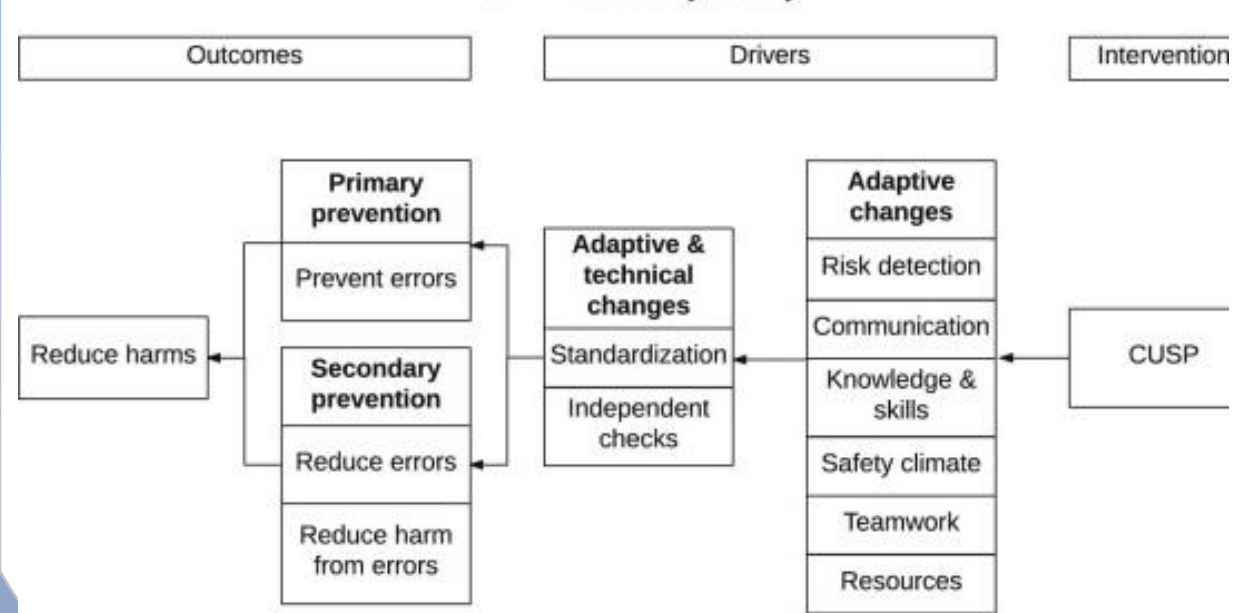 Outcomes
Drivers
Intervention
Primary
prevention
Prevent errors
Secondary
prevention
Reduce errors
Reduce harm
from errors
Reduce harms
Adaptive &
technical
changes
Standardization
Independent
checks
Adaptive
changes
Risk detection
Communication
Knowledge &
skills
Safety climate
Teamwork
Resources
CUSP